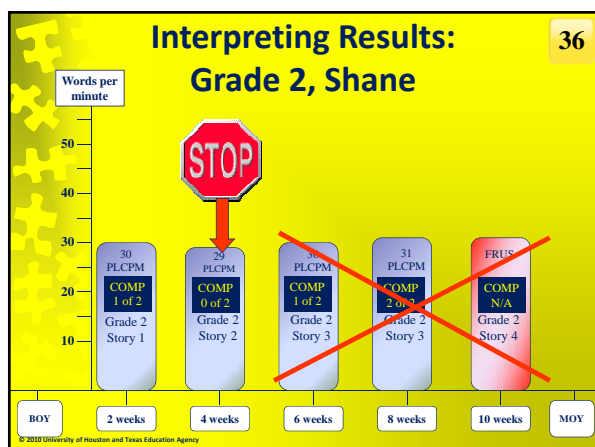 Interpreting Results:
Grade 2, Shane
36
Words per
minute
50
40
30
20
10
STOP
30
PLCPM
COMP
1 of 2
Grade 2
Story 1
29
PLCPM
COMP
0 of 2
Grade 2
Story 2
30
PLCPM
COMP
1 of 2
Grade 2
Story 3
31
PLCPM
COMP
2 of 2
Grade 2
Story 3
FRUS
COMP
N/A
Grade 2
Story 4
BOY
2 weeks
4 weeks
6 weeks
8 weeks
10 weeks
MOY
© 2010 University of Houston and Texas Education Agency